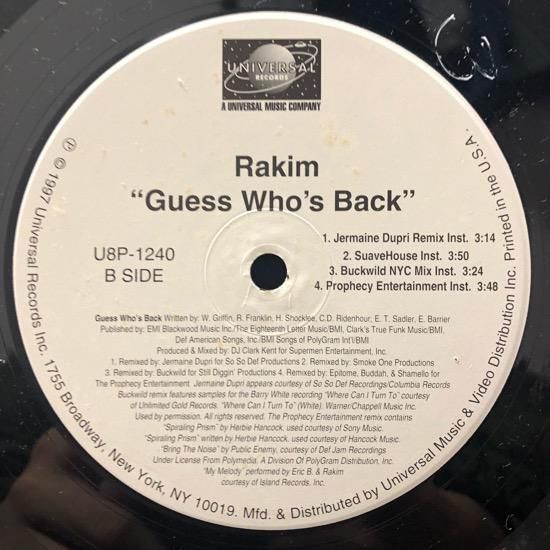 UNIVERSAL
RECORDS
A UNIVERSAL MUSIC COMPANY
Rakim
“Guess Who’s Back”
U8P-1240
B SIDE
1. Jermaine Dupri Remix Inst. 3:14
2. SuaveHouse Inst. 3:50
3. Buckwild NYC Mix Inst. 3:24
4. Prophecy Entertainment Inst. 3:48
Guess Who's Back Written by: W. Griffin, R. Franklin, H. Shocklee, C.D. Ridenhour, E. T. Sadler, E. Barrier
Published by: EMI Blackwood Music Inc./The Eighteenth Letter Music/BMI, Clark's True Funk Music/BMI,
Def American Songs, Inc./BMI Songs of PolyGram Int'l/BMI
Produced & Mixed by: DJ Clark Kent for Supermen Entertainment, Inc.
1. Remixed by: Jermaine Dupri for So So Def Productions 2. Remixed by: Smoke One Productions
3. Remixed by: Buckwild for Still Diggin' Productions 4. Remixed by: Epitome, Buddah, & Shamello for
The Prophecy Entertainment. Jermaine Dupri appears courtesy of So So Def Recordings/Columbia Records
Buckwild remix features samples for the Barry White recording "Where Can I Turn To" courtesy
of Unlimited Gold Records. "Where Can I Turn To" (White). Warner/Chappell Music Inc.
Used by permission. All rights reserved. The Prophecy Entertainment remix contains
"Spiraling Prism" by Herbie Hancock, used courtesy of Sony Music.
"Spiraling Prism" written by Herbie Hancock, used courtesy of Hancock Music.
"Bring The Noise" by Public Enemy, courtesy of Def Jam Recordings
Under License From Polymedia, A Division Of PolyGram Distribution, Inc.
"My Melody" performed by Eric B. & Rakim
courtesy of Island Records, Inc.
℗ © 1997 Universal Records Inc. 1755 Broadway, New York, NY 10019. Mfd. & Distributed by Universal Music & Video Distribution Inc. Printed in the U.S.A.